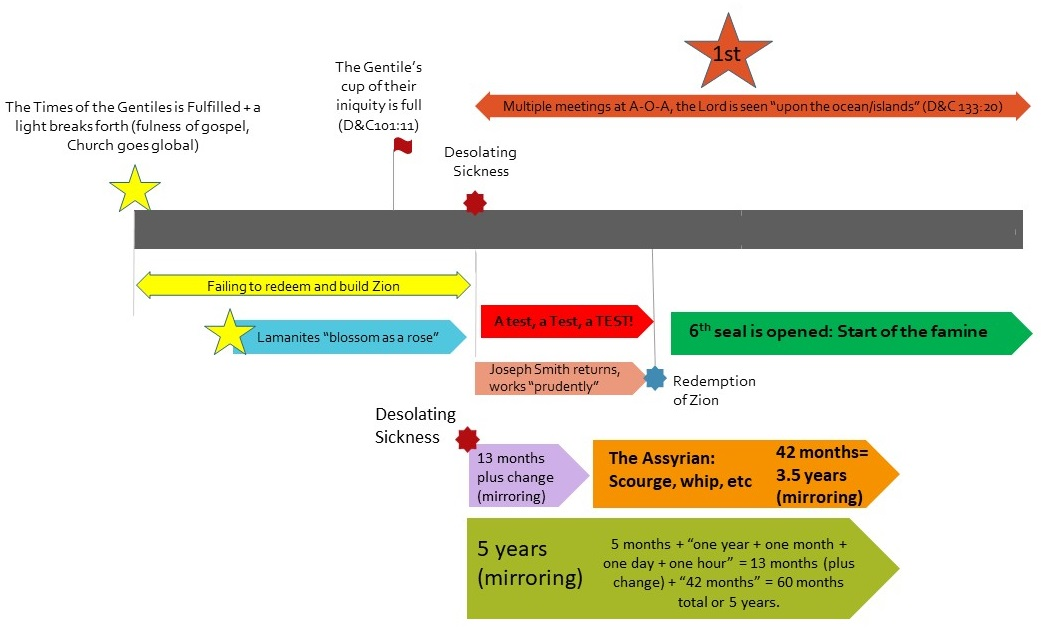 1st
Multiple meetings at A-O-A, the Lord is seen "upon the ocean/islands" (D&C 133:20)
The Gentile's
cup of their
iniquity is full
(D&C101:11)
The Times of the Gentiles is Fulfilled + a
light breaks forth (fulness of gospel,
Church goes global)
Desolating
Sickness
Failing to redeem and build Zion
Lamanites "blossom as a rose"
A test, a Test, a TEST!
6th seal is opened: Start of the famine
Joseph Smith returns,
works "prudently"
Redemption
of Zion
Desolating
Sickness
13 months
plus change
(mirroring)
The Assyrian:
Scourge, whip, etc
42 months=
3.5 years
(mirroring)
5 years
(mirroring)
5 months + "one year + one month +
one day + one hour" = 13 months (plus
change) + "42 months" = 60 months
total or 5 years.